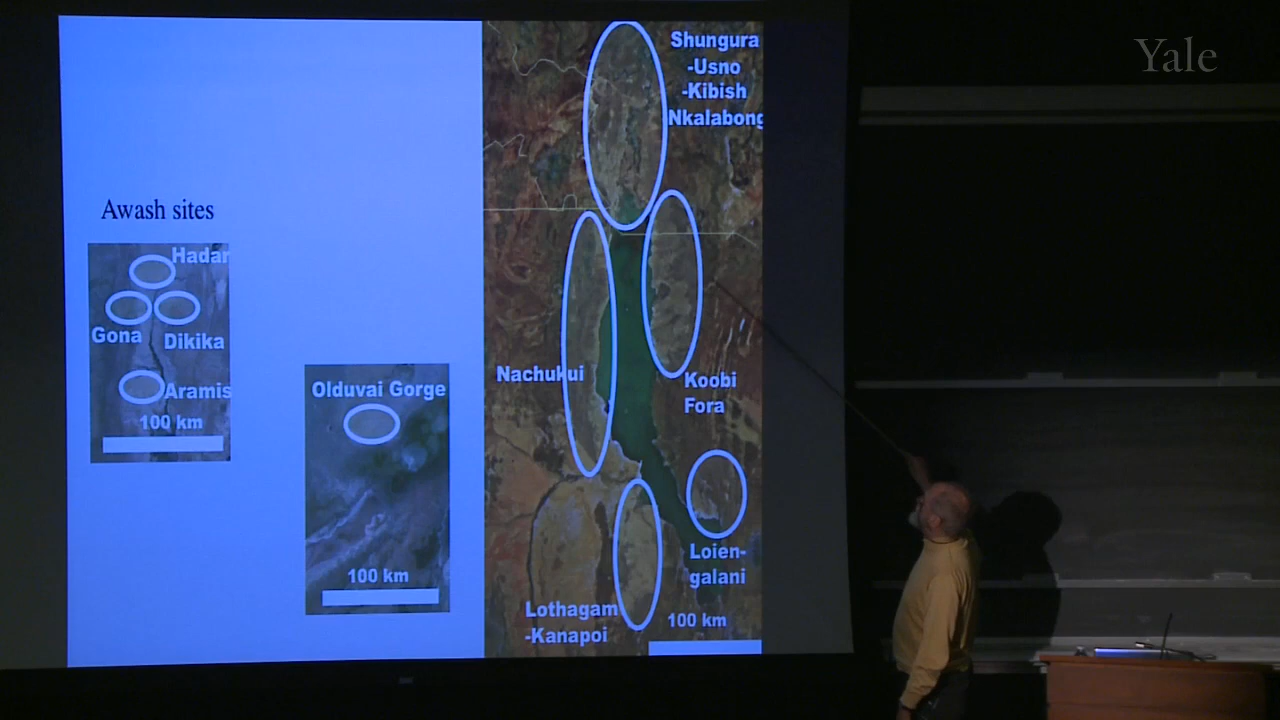 Yale
Awash sites
Hadar
Gona
Dikika
Aramis
100 km
Olduvai Gorge
100 km
Shungura
-Usno
-Kibish
Nkalabong
Nachukui
Koobi
Fora
Loien-
galani
Lothagam
-Kanapoi
100 km